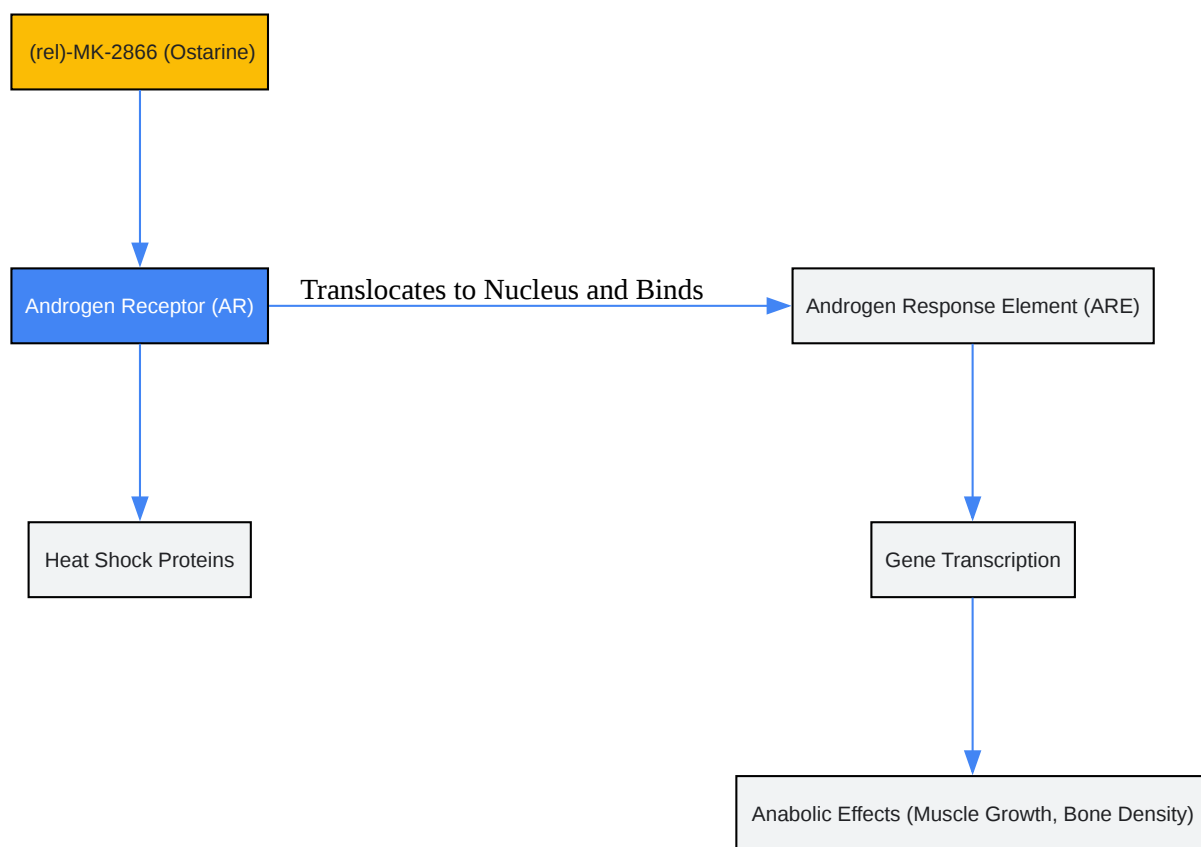 (rel)-MK-2866 (Ostarine)
Androgen Receptor (AR)
Translocates to Nucleus and Binds
Androgen Response Element (ARE)
Heat Shock Proteins
Gene Transcription
Anabolic Effects (Muscle Growth, Bone Density)